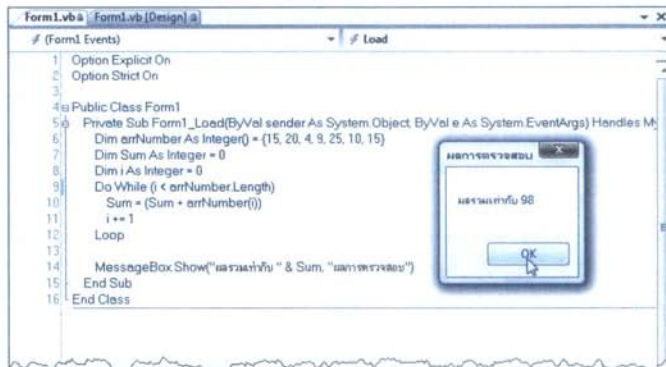 Form1.vb Form1.vb [Design]
(Form1 Events) Load
1 Option Explicit On
2 Option Strict On
3
4 Public Class Form1
5 Private Sub Form1_Load(ByVal sender As System.Object, ByVal e As System.EventArgs) Handles My
6 Dim arrNumber As Integer() = {15, 20, 4, 9, 25, 10, 15}
7 Dim Sum As Integer = 0
8 Dim i As Integer = 0
9 Do While (i < arrNumber.Length)
10 Sum = (Sum + arrNumber(i))
11 i += 1
12 Loop
13
14 MessageBox.Show("ผลรวมเท่ากับ " & Sum, "ผลการตรวจสอบ")
15 End Sub
16 End Class
ผลการตรวจสอบ
ผลรวมเท่ากับ 98
OK